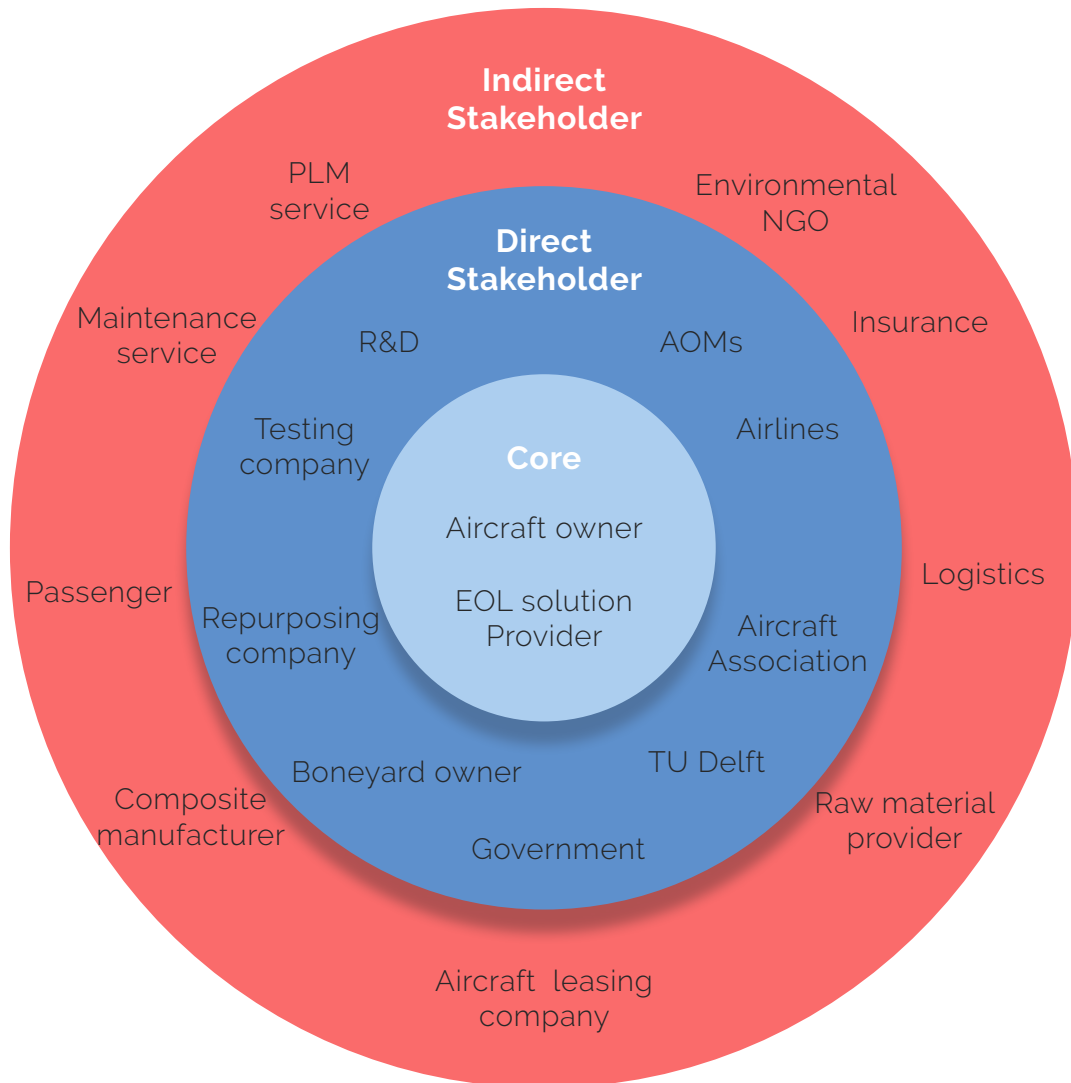 Indirect
Stakeholder
PLM
service
Environmental
NGO
Maintenance
service
Insurance
Passenger
Logistics
Composite
manufacturer
Raw material
provider
Aircraft leasing
company
Direct
Stakeholder
R&D
AOMs
Testing
company
Airlines
Repurposing
company
Aircraft
Association
Boneyard owner
TU Delft
Government
Core
Aircraft owner
EOL solution
Provider